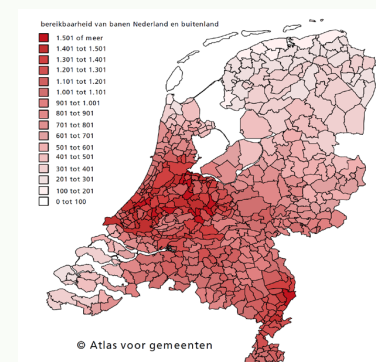 bereikbaarheid van banen Nederland en buitenland
1.501 of meer
1.401 tot 1.501
1.301 tot 1.401
1.201 tot 1.301
1.101 tot 1.201
1.001 tot 1.101
901 tot 1.001
801 tot 901
701 tot 801
601 tot 701
501 tot 601
401 tot 501
301 tot 401
201 tot 301
100 tot 201
0 tot 100
© Atlas voor gemeenten